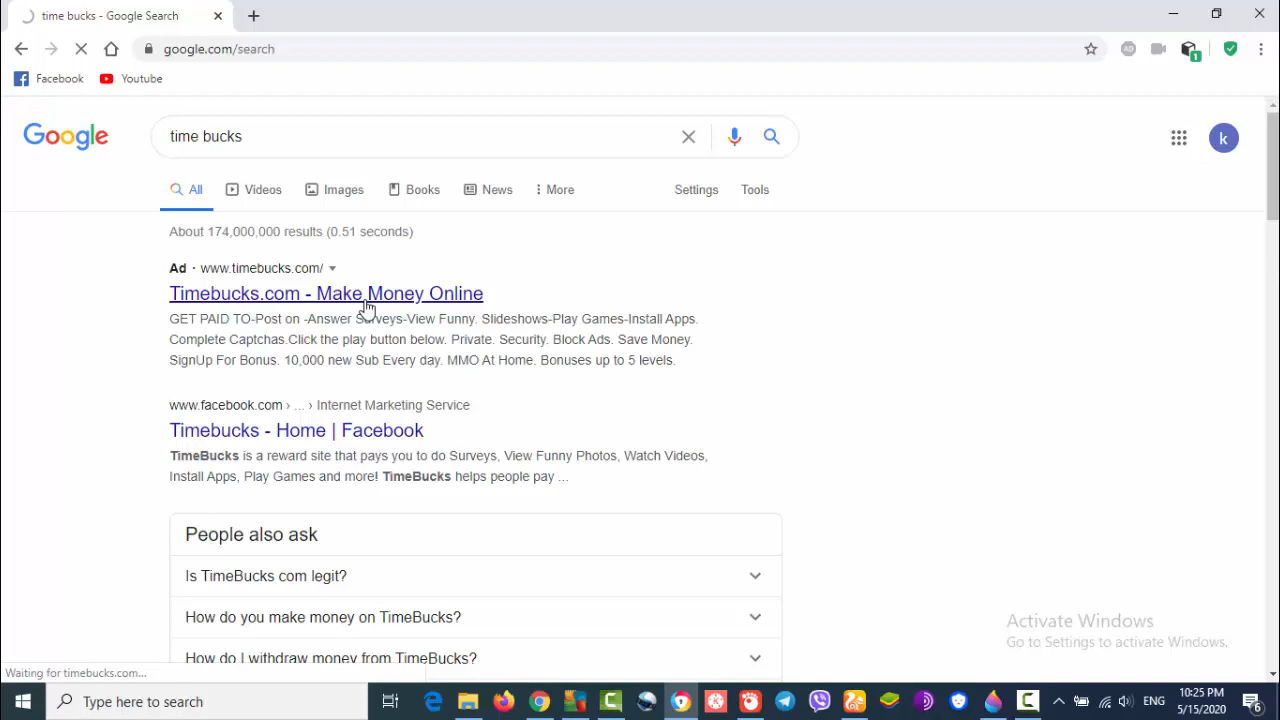 time bucks - Google Search
google.com/search
Facebook
Youtube
Google
time bucks
k
All
Videos
Images
Books
News
More
Settings
Tools
About 174,000,000 results (0.51 seconds)
Ad · www.timebucks.com/
Timebucks.com - Make Money Online
GET PAID TO-Post on -Answer Surveys-View Funny. Slideshows-Play Games-Install Apps.
Complete Captchas.Click the play button below. Private. Security. Block Ads. Save Money.
SignUp For Bonus. 10,000 new Sub Every day. MMO At Home. Bonuses up to 5 levels.
www.facebook.com › ... › Internet Marketing Service
Timebucks - Home | Facebook
TimeBucks is a reward site that pays you to do Surveys, View Funny Photos, Watch Videos,
Install Apps, Play Games and more! TimeBucks helps people pay ...
People also ask
Is TimeBucks com legit?
How do you make money on TimeBucks?
How do I withdraw money from TimeBucks?
Activate Windows
Go to Settings to activate Windows.
Waiting for timebucks.com...
Type here to search
ENG
10:25 PM
5/15/2020
6